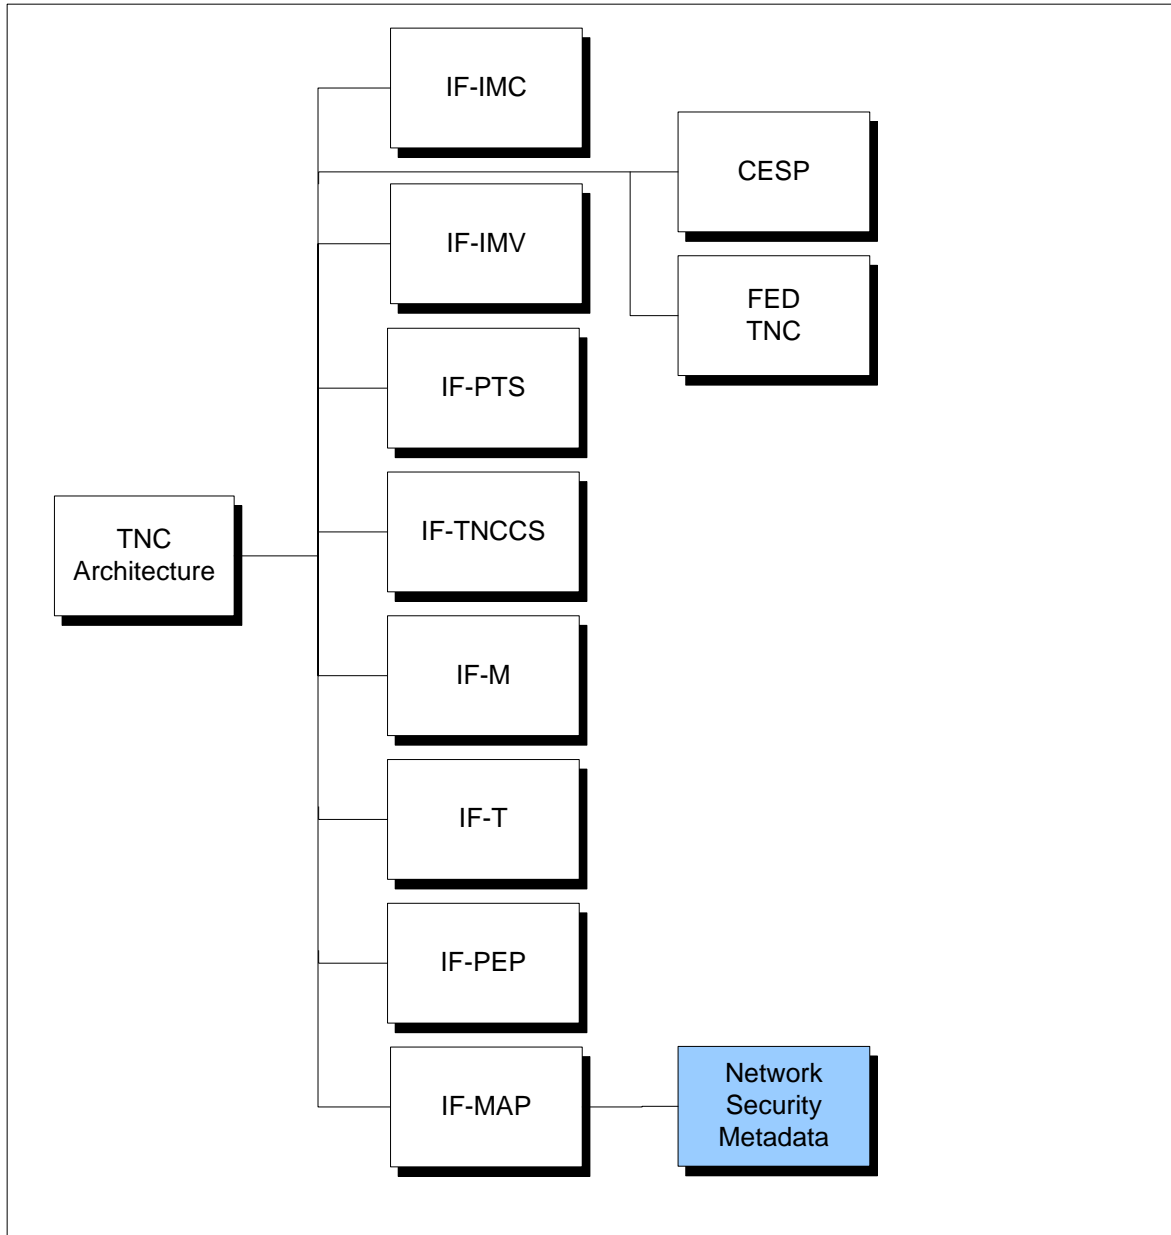 IF-IMC
CESP
IF-IMV
FED
TNC
IF-PTS
IF-TNCCS
TNC
Architecture
IF-M
IF-T
IF-PEP
IF-MAP
Network
Security
Metadata